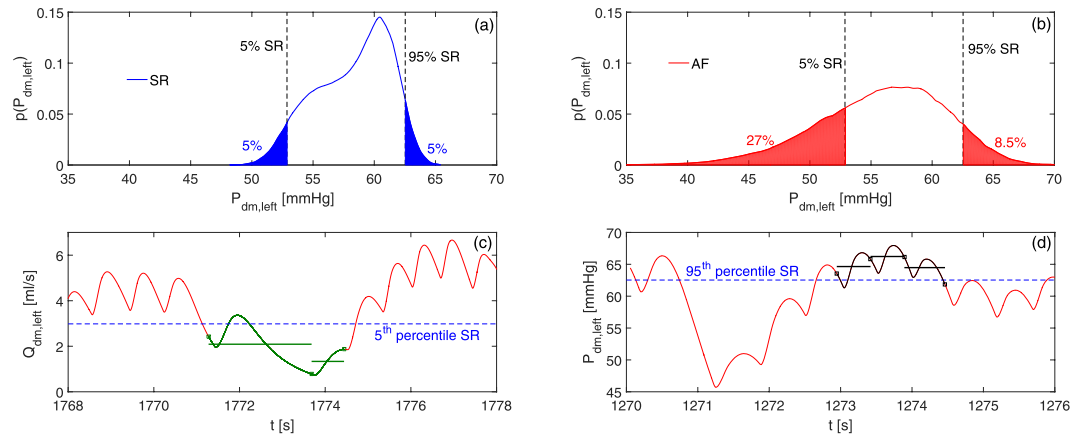 (a)
0.15
0.1
0.05
0
p(P_dm,left)
5% SR
95% SR
SR
5%
5%
35 40 45 50 55 60 65 70
P_dm,left [mmHg]
(b)
0.15
0.1
0.05
0
p(P_dm,left)
95% SR
5% SR
AF
27%
8.5%
35 40 45 50 55 60 65 70
P_dm,left [mmHg]
(c)
6
4
2
0
Q_dm,left [ml/s]
5th percentile SR
1768 1770 1772 1774 1776 1778
t [s]
(d)
70
65
60
55
50
45
P_dm,left [mmHg]
95th percentile SR
1270 1271 1272 1273 1274 1275 1276
t [s]